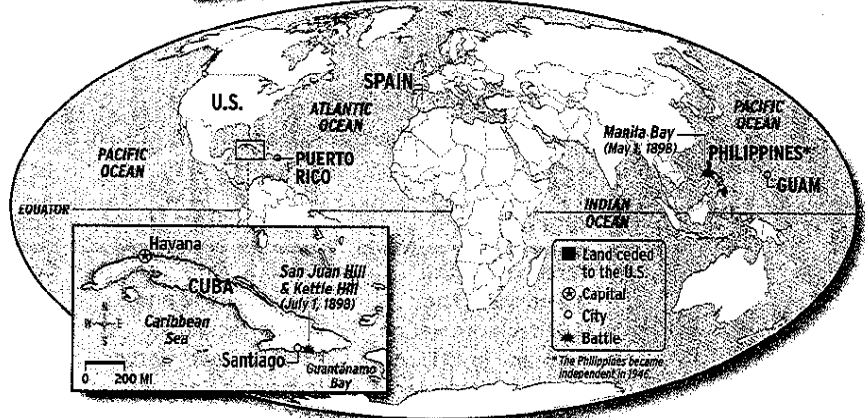 SPAIN
U.S.
ATLANTIC
OCEAN
PACIFIC
OCEAN
Manila Bay
(May 1, 1898)
PACIFIC
OCEAN
PHILIPPINES*
PUERTO
RICO
GUAM
EQUATOR
INDIAN
OCEAN
Havana
CUBA
San Juan Hill
& Kettle Hill
(July 1, 1898)
N
W E
S
Caribbean
Sea
Santiago
Guantánamo
Bay
0 200 MI
Land ceded
to the U.S.
Capital
City
Battle
* The Philippines became
independent in 1946.